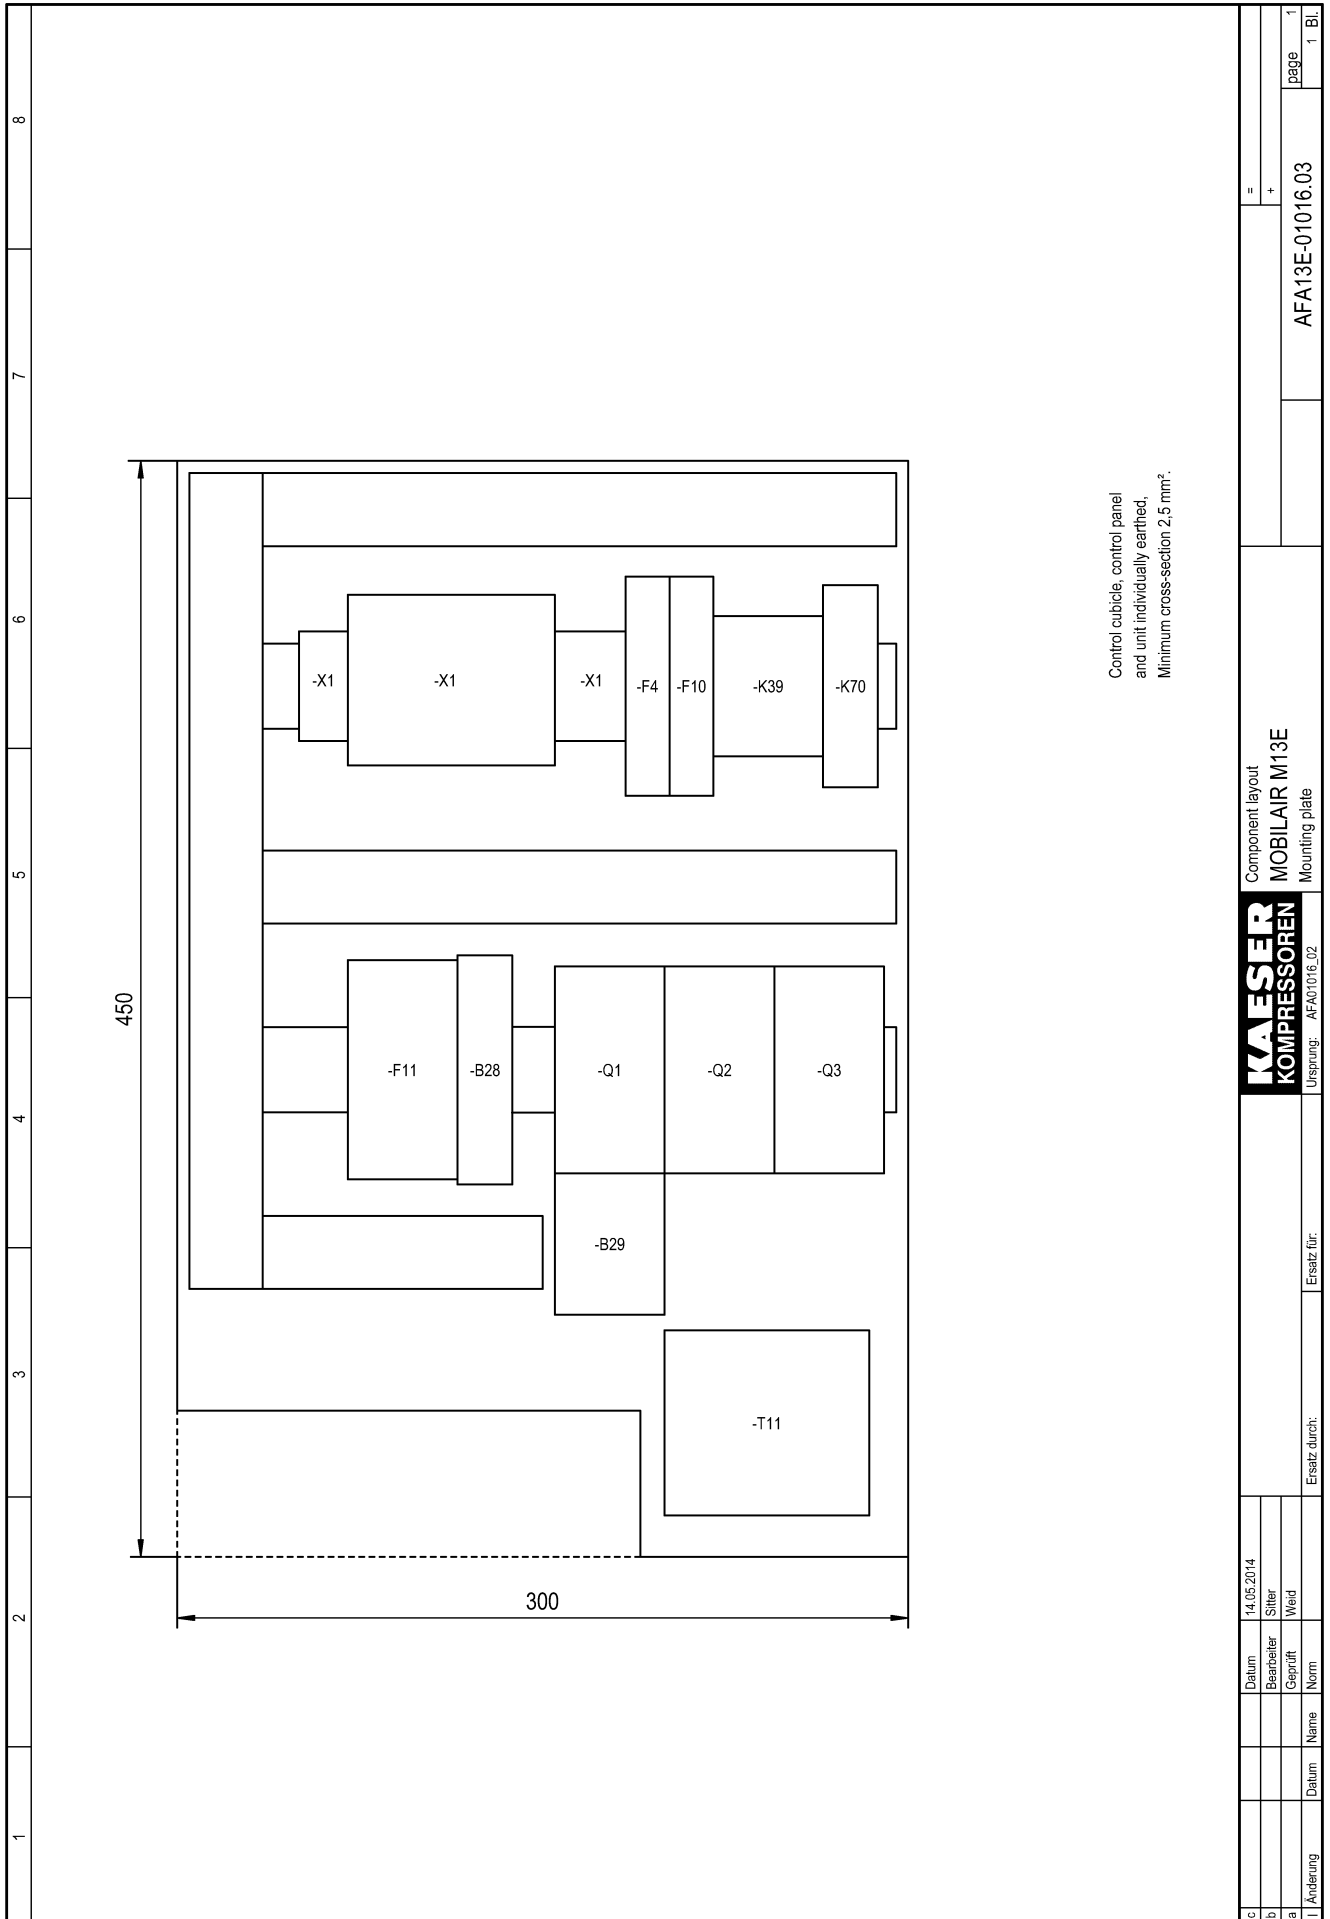 1
2
3
4
5
6
7
8
450
300
-X1
-X1
-X1
-F4
-F10
-K39
-K70
-F11
-B28
-Q1
-Q2
-Q3
-B29
-T11
Control cubicle, control panel
and unit individually earthed,
Minimum cross-section 2,5 mm².
c
b
a
I
Änderung
Datum
Name
Datum
14.05.2014
Bearbeiter
Sitter
Geprüft
Weid
Norm
Ersatz durch:
Ersatz für:
Ursprung:
AFA01016_02
KAESER
KOMPRESSOREN
Component layout
MOBILAIR M13E
Mounting plate
=
+
AFA13E-01016.03
page 1
1 Bl.